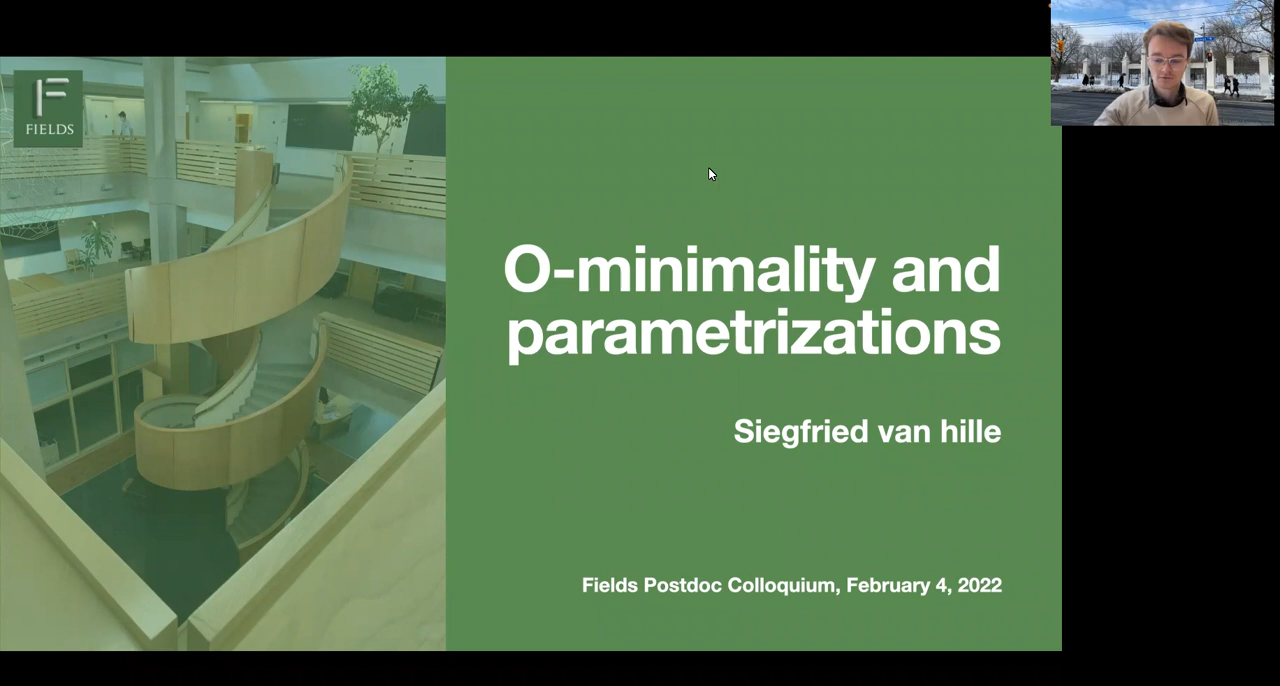 FIELDS
O-minimality and
parametrizations
Siegfried van hille
Fields Postdoc Colloquium, February 4, 2022